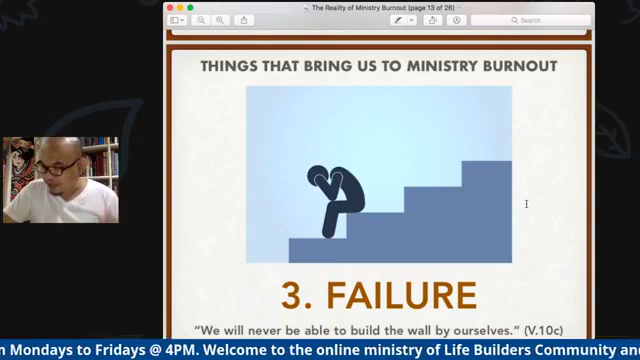 The Reality of Ministry Burnout (page 13 of 26)
Search
THINGS THAT BRING US TO MINISTRY BURNOUT
3. FAILURE
"We will never be able to build the wall by ourselves." (V.10c)
Mondays to Fridays @ 4PM. Welcome to the online ministry of Life Builders Community